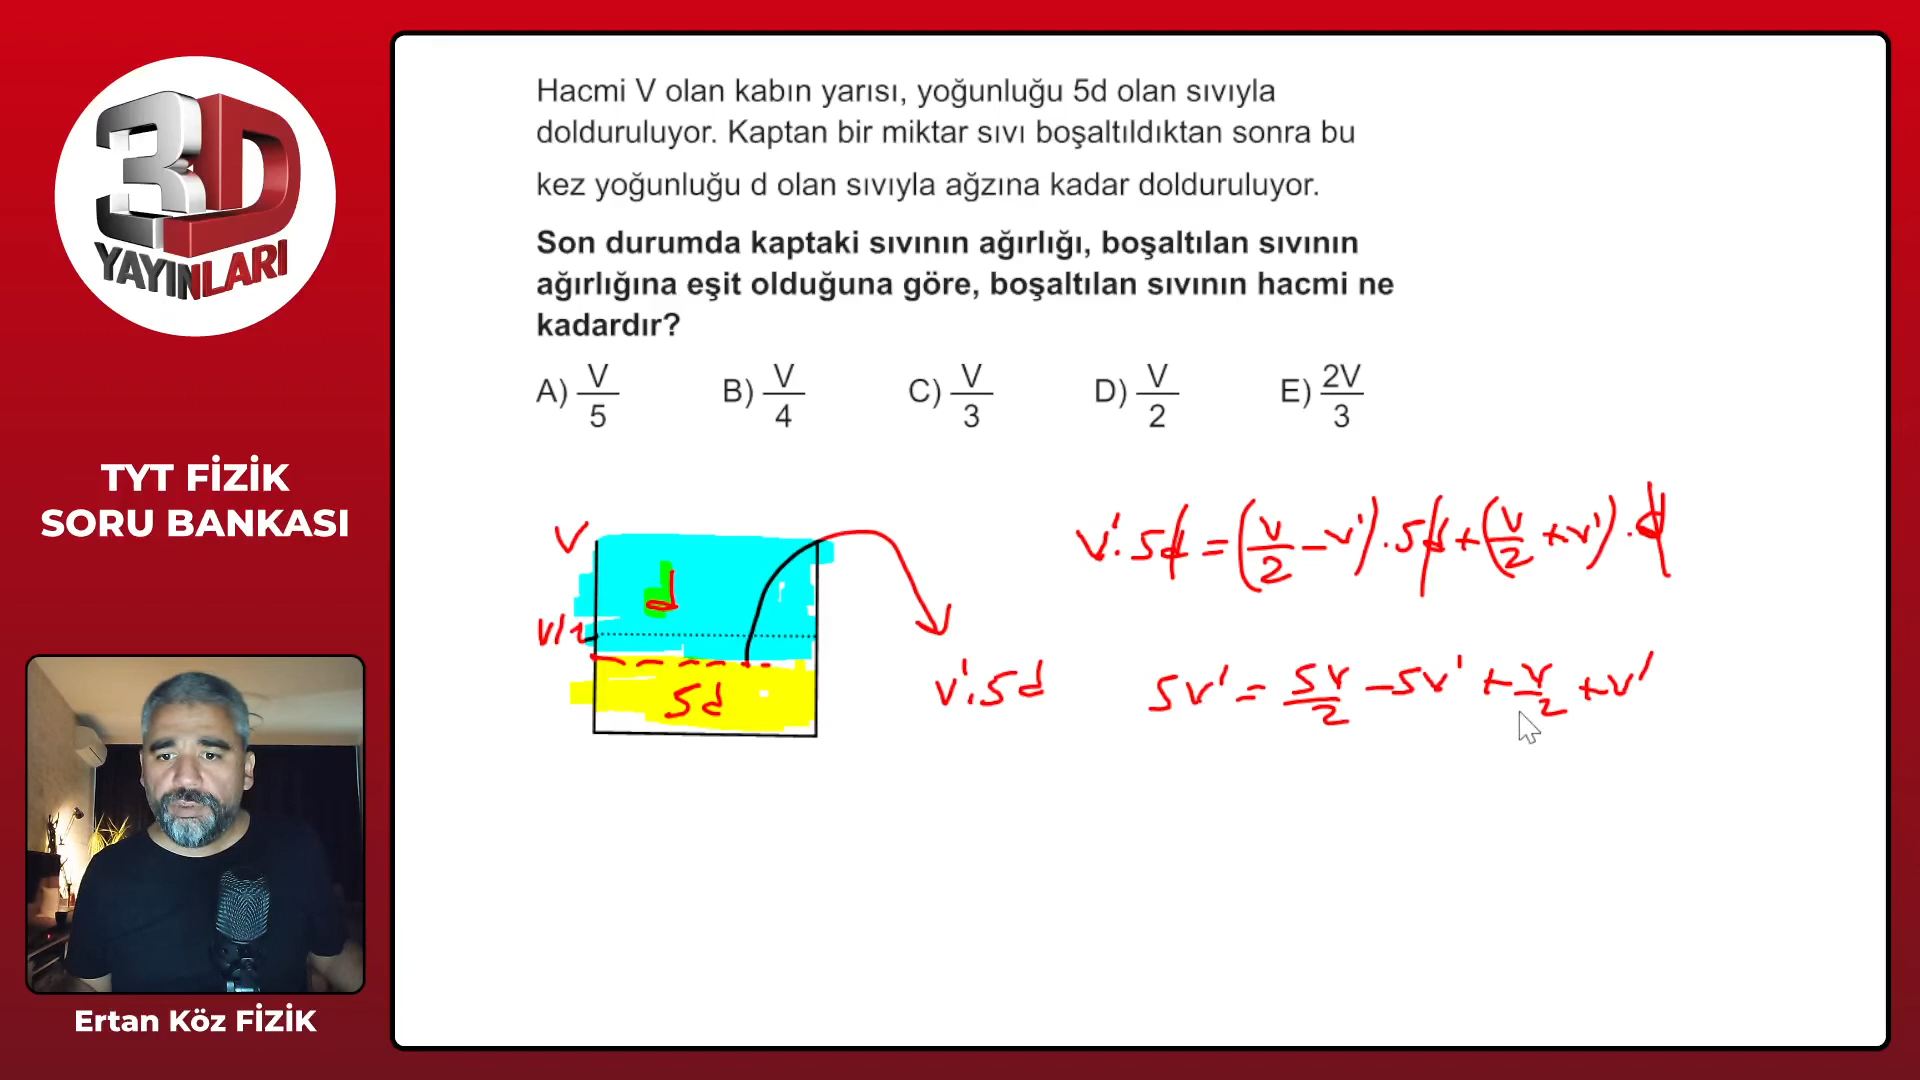 3D
YAYINLARI
TYT FİZİK
SORU BANKASI
Ertan Köz FİZİK
Hacmi V olan kabın yarısı, yoğunluğu 5d olan sıvıyla
dolduruluyor. Kaptan bir miktar sıvı boşaltıldıktan sonra bu
kez yoğunluğu d olan sıvıyla ağzına kadar dolduruluyor.
Son durumda kaptaki sıvının ağırlığı, boşaltılan sıvının
ağırlığına eşit olduğuna göre, boşaltılan sıvının hacmi ne
kadardır?
A) V/5 B) V/4 C) V/3 D) V/2 E) 2V/3
V
d
V/2
5d
V'.5d
V'.5d = (V/2 - V').5d + (V/2 + V').d
5V' = 5V/2 - 5V' + V/2 + V'